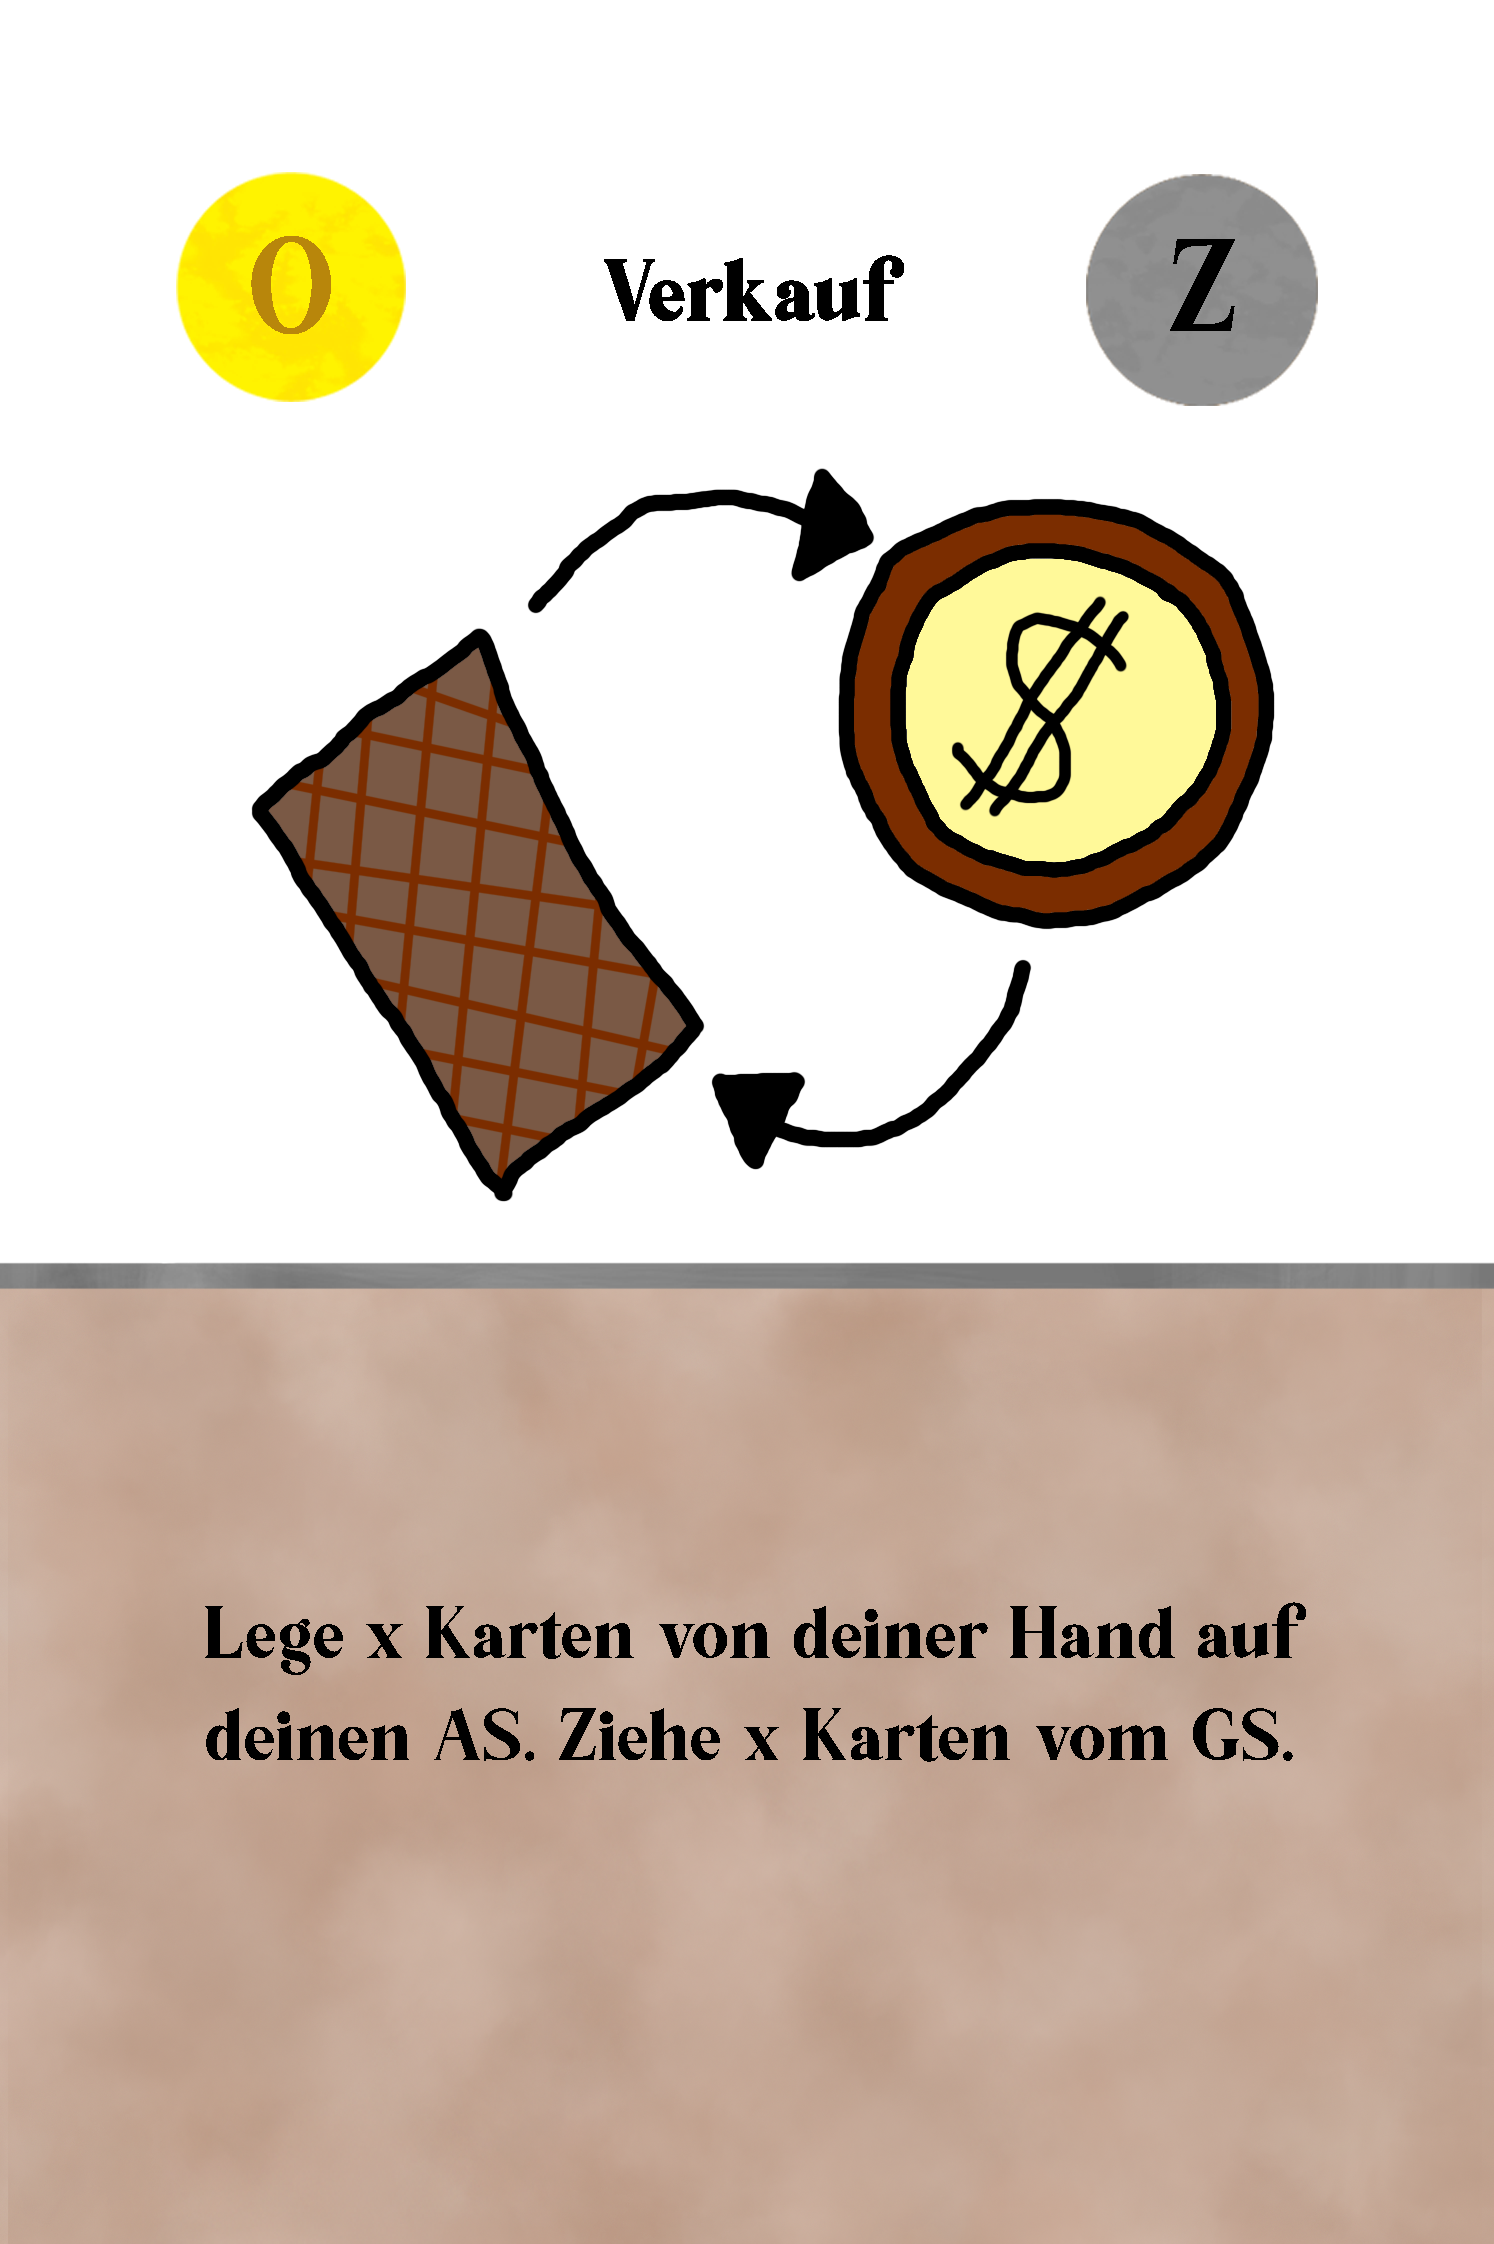 0 Verkauf Z
$
Lege x Karten von deiner Hand auf
deinen AS. Ziehe x Karten vom GS.